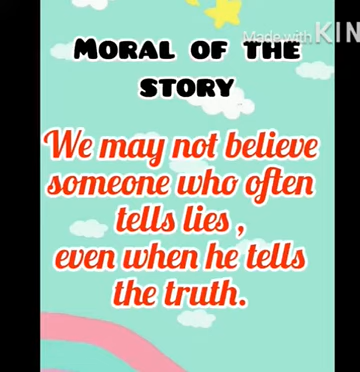 Made with KIN
MORAL OF THE
STORY
We may not believe
someone who often
tells lies ,
even when he tells
the truth.